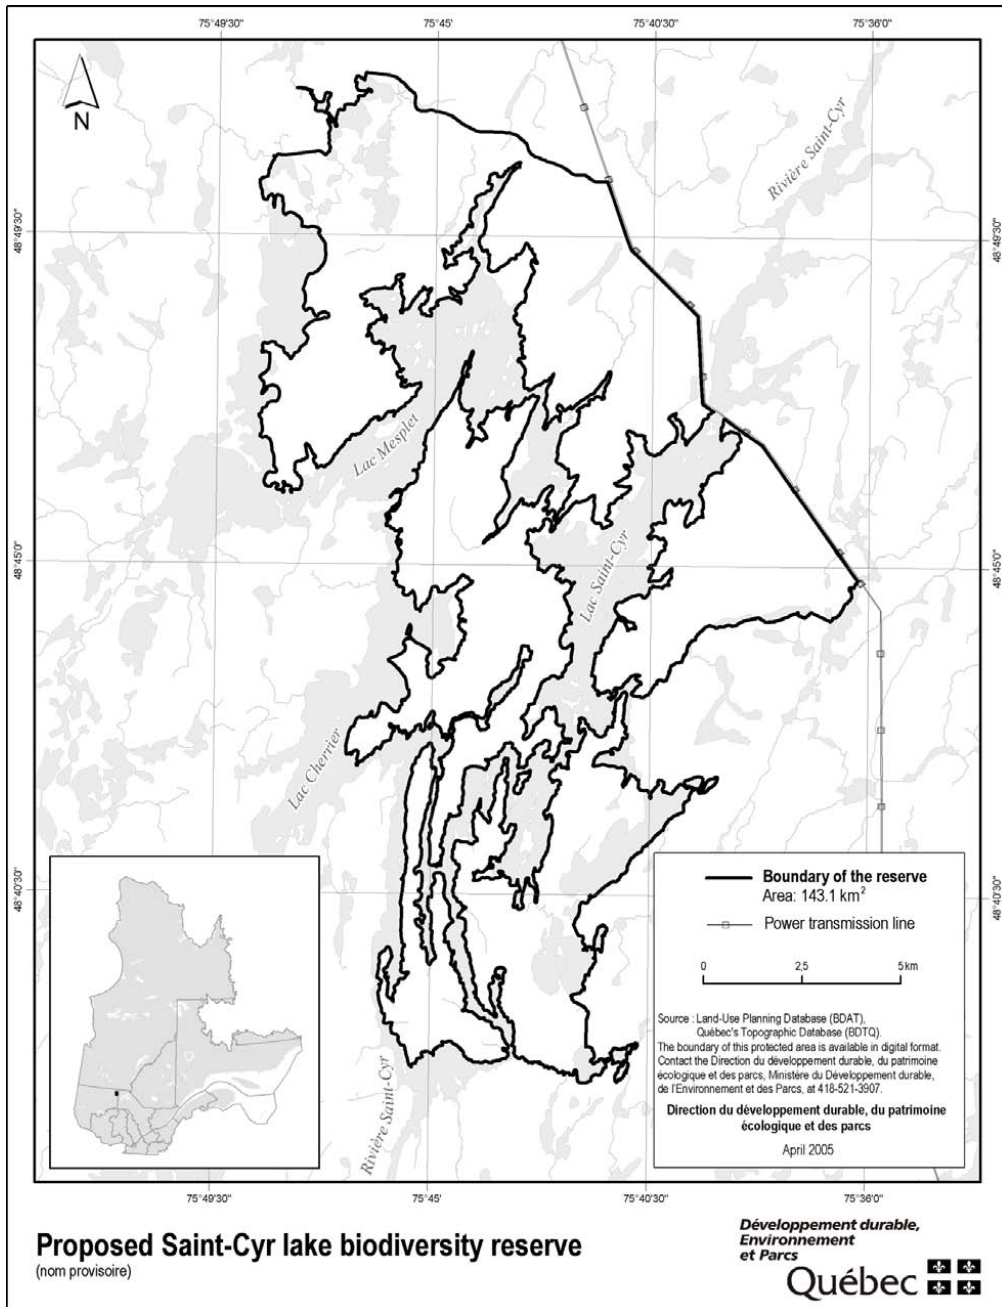 75°49'30" 75°45' 75°40'30" 75°36'0"
N
Rivière Saint-Cyr
48°49'30" 48°49'30"
Lac Mesplet
48°45'0" 48°45'0"
Lac Saint-Cyr
Lac Cherrier
48°40'30" 48°40'30"
Rivière Saint-Cyr
Boundary of the reserve
Area: 143.1 km²
Power transmission line
0 2,5 5 km
Source : Land-Use Planning Database (BDAT),
Québec's Topographic Database (BDTQ).
The boundary of this protected area is available in digital format.
Contact the Direction du développement durable, du patrimoine
écologique et des parcs, Ministère du Développement durable,
de l'Environnement et des Parcs, at 418-521-3907.
Direction du développement durable, du patrimoine
écologique et des parcs
April 2005
75°49'30" 75°45' 75°40'30" 75°36'0"
Proposed Saint-Cyr lake biodiversity reserve
(nom provisoire)
Développement durable,
Environnement
et Parcs
Québec